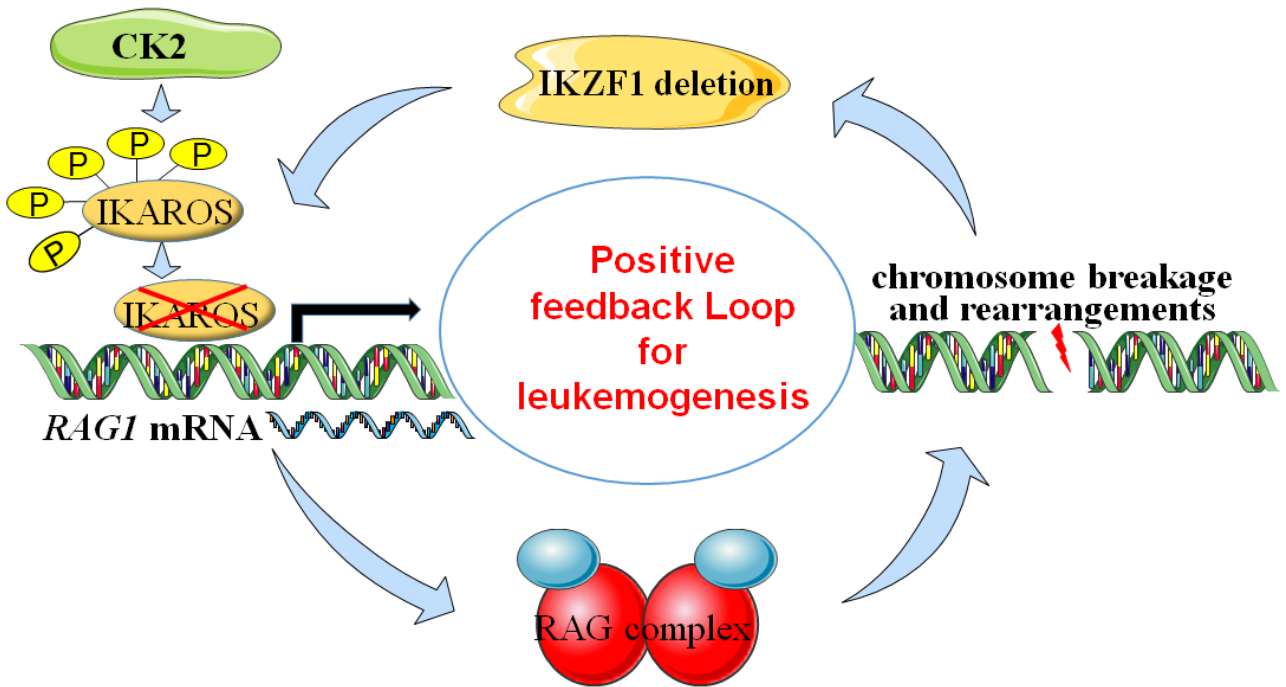 CK2
P
P
P
P
P
IKAROS
IKAROS
RAG1 mRNA
IKZF1 deletion
Positive
feedback Loop
for
leukemogenesis
chromosome breakage
and rearrangements
RAG complex